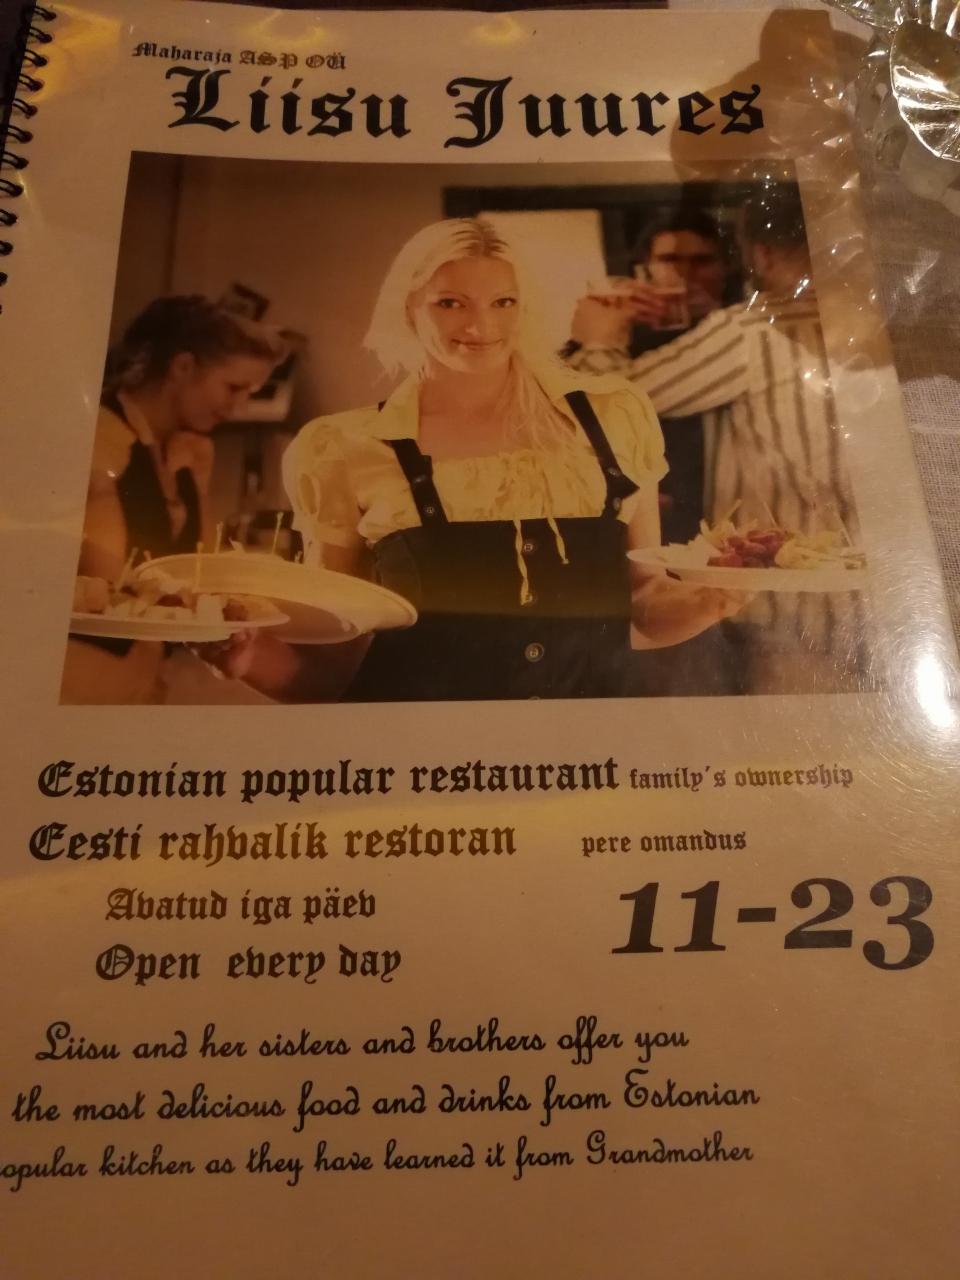 Maharaja ASP OÜ
Liisu Juures
Estonian popular restaurant family's ownership
Eesti rahvalik restoran pere omandus
Avatud iga päev
11-23
Open every day
Liisu and her sisters and brothers offer you
the most delicious food and drinks from Estonian
opular kitchen as they have learned it from Grandmother